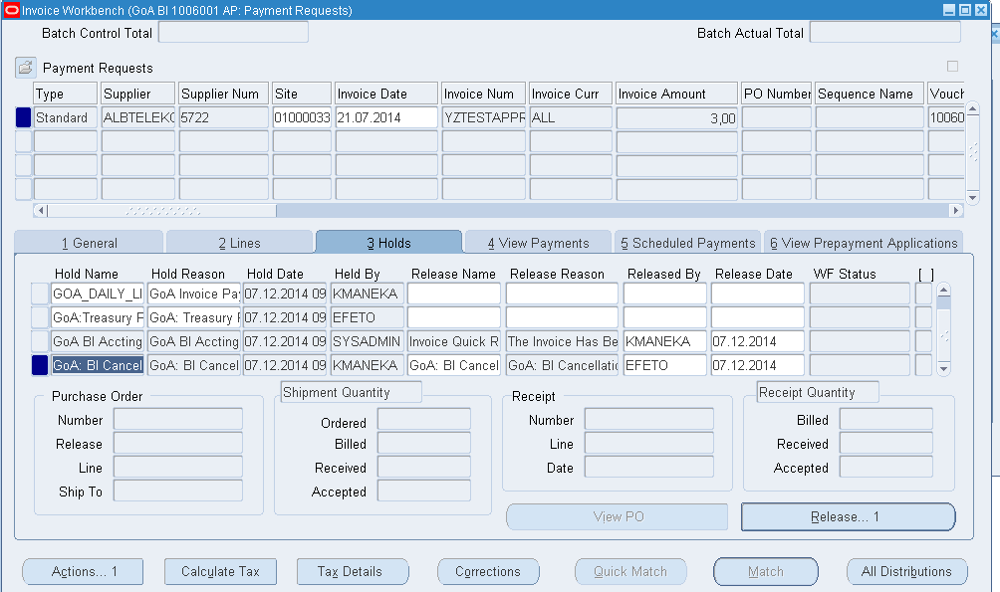 Invoice Workbench (GoA BI 1006001 AP: Payment Requests)
Batch Control Total Batch Actual Total
Payment Requests
Type Supplier Supplier Num Site Invoice Date Invoice Num Invoice Curr Invoice Amount PO Number Sequence Name Vouch
Standard ALBTELEKO 5722 01000033 21.07.2014 YZTESTAPPR ALL 3,00 10060
1 General 2 Lines 3 Holds 4 View Payments 5 Scheduled Payments 6 View Prepayment Applications
Hold Name Hold Reason Hold Date Held By Release Name Release Reason Released By Release Date WF Status [ ]
GOA_DAILY_LI GoA Invoice Pay 07.12.2014 09 KMANEKA
GoA:Treasury F GoA: Treasury F 07.12.2014 09 EFETO
GoA BI Accting GoA BI Accting 07.12.2014 09 SYSADMIN Invoice Quick R The Invoice Has Be KMANEKA 07.12.2014
GoA: BI Cancel GoA: BI Cancel 07.12.2014 09 KMANEKA GoA: BI Cancel GoA: BI Cancellatic EFETO 07.12.2014
Purchase Order Shipment Quantity Receipt Receipt Quantity
Number Ordered Number Billed
Release Billed Line Received
Line Received Date Accepted
Ship To Accepted
View PO Release... 1
Actions... 1 Calculate Tax Tax Details Corrections Quick Match Match All Distributions